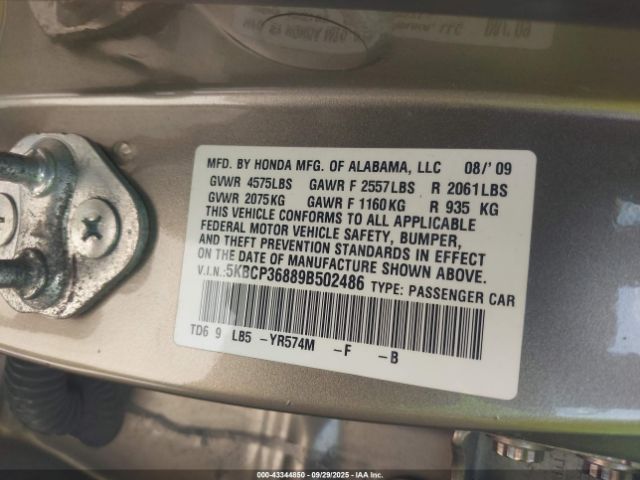 MFD. BY HONDA MFG. OF ALABAMA, LLC 08/'09
GVWR 4575LBS GAWR F 2557LBS R 2061LBS
GVWR 2075KG GAWR F 1160KG R 935 KG
THIS VEHICLE CONFORMS TO ALL APPLICABLE
FEDERAL MOTOR VEHICLE SAFETY, BUMPER,
AND THEFT PREVENTION STANDARDS IN EFFECT
ON THE DATE OF MANUFACTURE SHOWN ABOVE.
V.I.N.:5KBCP36889B502486 TYPE: PASSENGER CAR
TD6 9 LB5 -YR574M -F -B
000-43344850 | 09/29/2025 - IAA Inc.